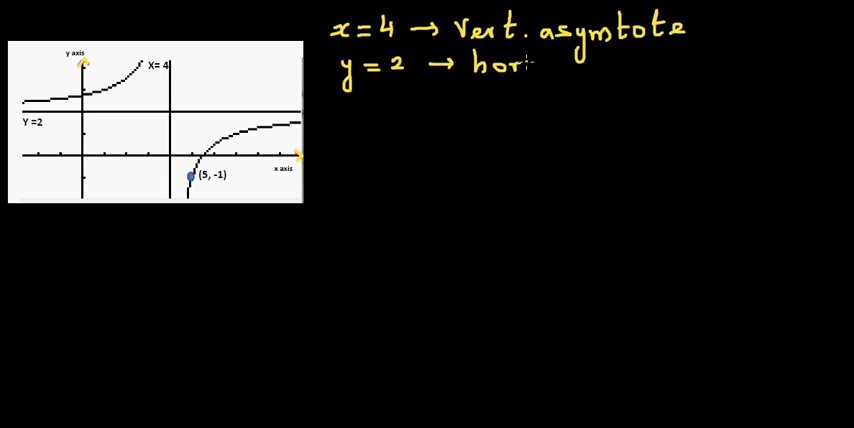 x = 4 → Vert. asymtote
y = 2 → hor
y axis
X= 4
Y =2
x axis
(5, -1)